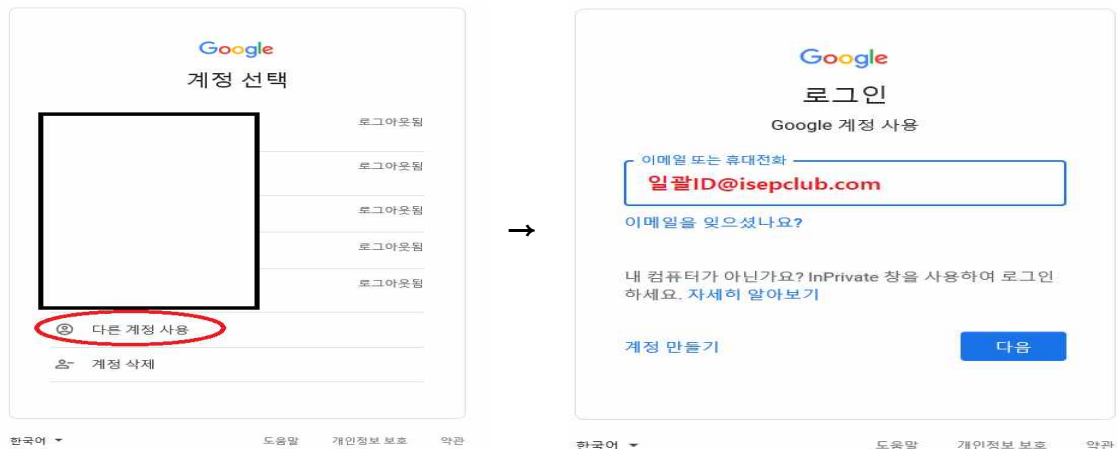 Google
계정 선택
로그아웃됨
로그아웃됨
로그아웃됨
로그아웃됨
로그아웃됨
다른 계정 사용
계정 삭제
한국어
도움말 개인정보 보호 약관
→
Google
로그인
Google 계정 사용
이메일 또는 휴대전화
일괄ID@isepclub.com
이메일을 잊으셨나요?
내 컴퓨터가 아닌가요? InPrivate 창을 사용하여 로그인
하세요. 자세히 알아보기
계정 만들기
다음
한국어
도움말 개인정보 보호 약관